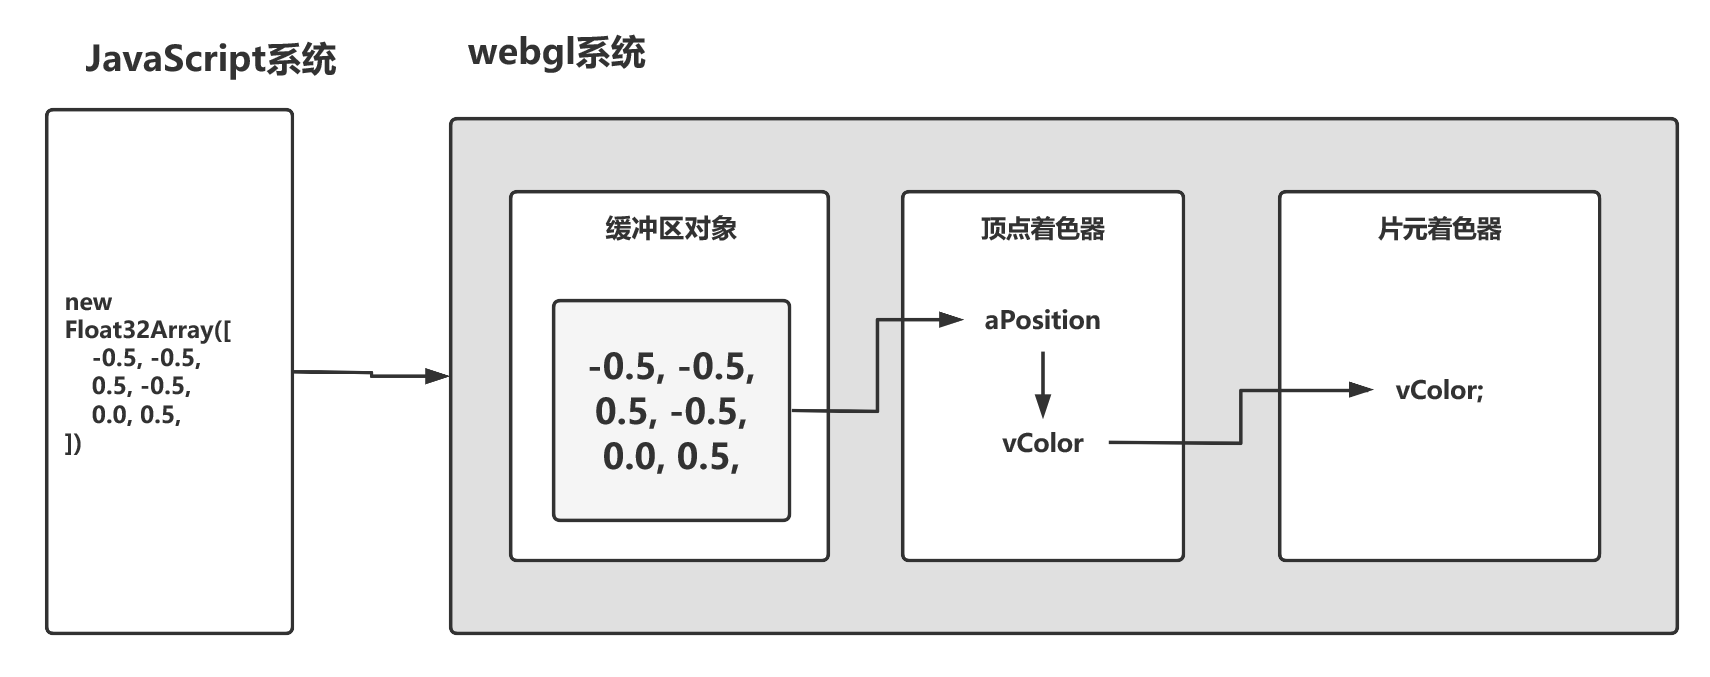 JavaScript系统
webgl系统
new
Float32Array([
-0.5, -0.5,
0.5, -0.5,
0.0, 0.5,
])
缓冲区对象
-0.5, -0.5,
0.5, -0.5,
0.0, 0.5,
顶点着色器
aPosition
vColor
片元着色器
vColor;